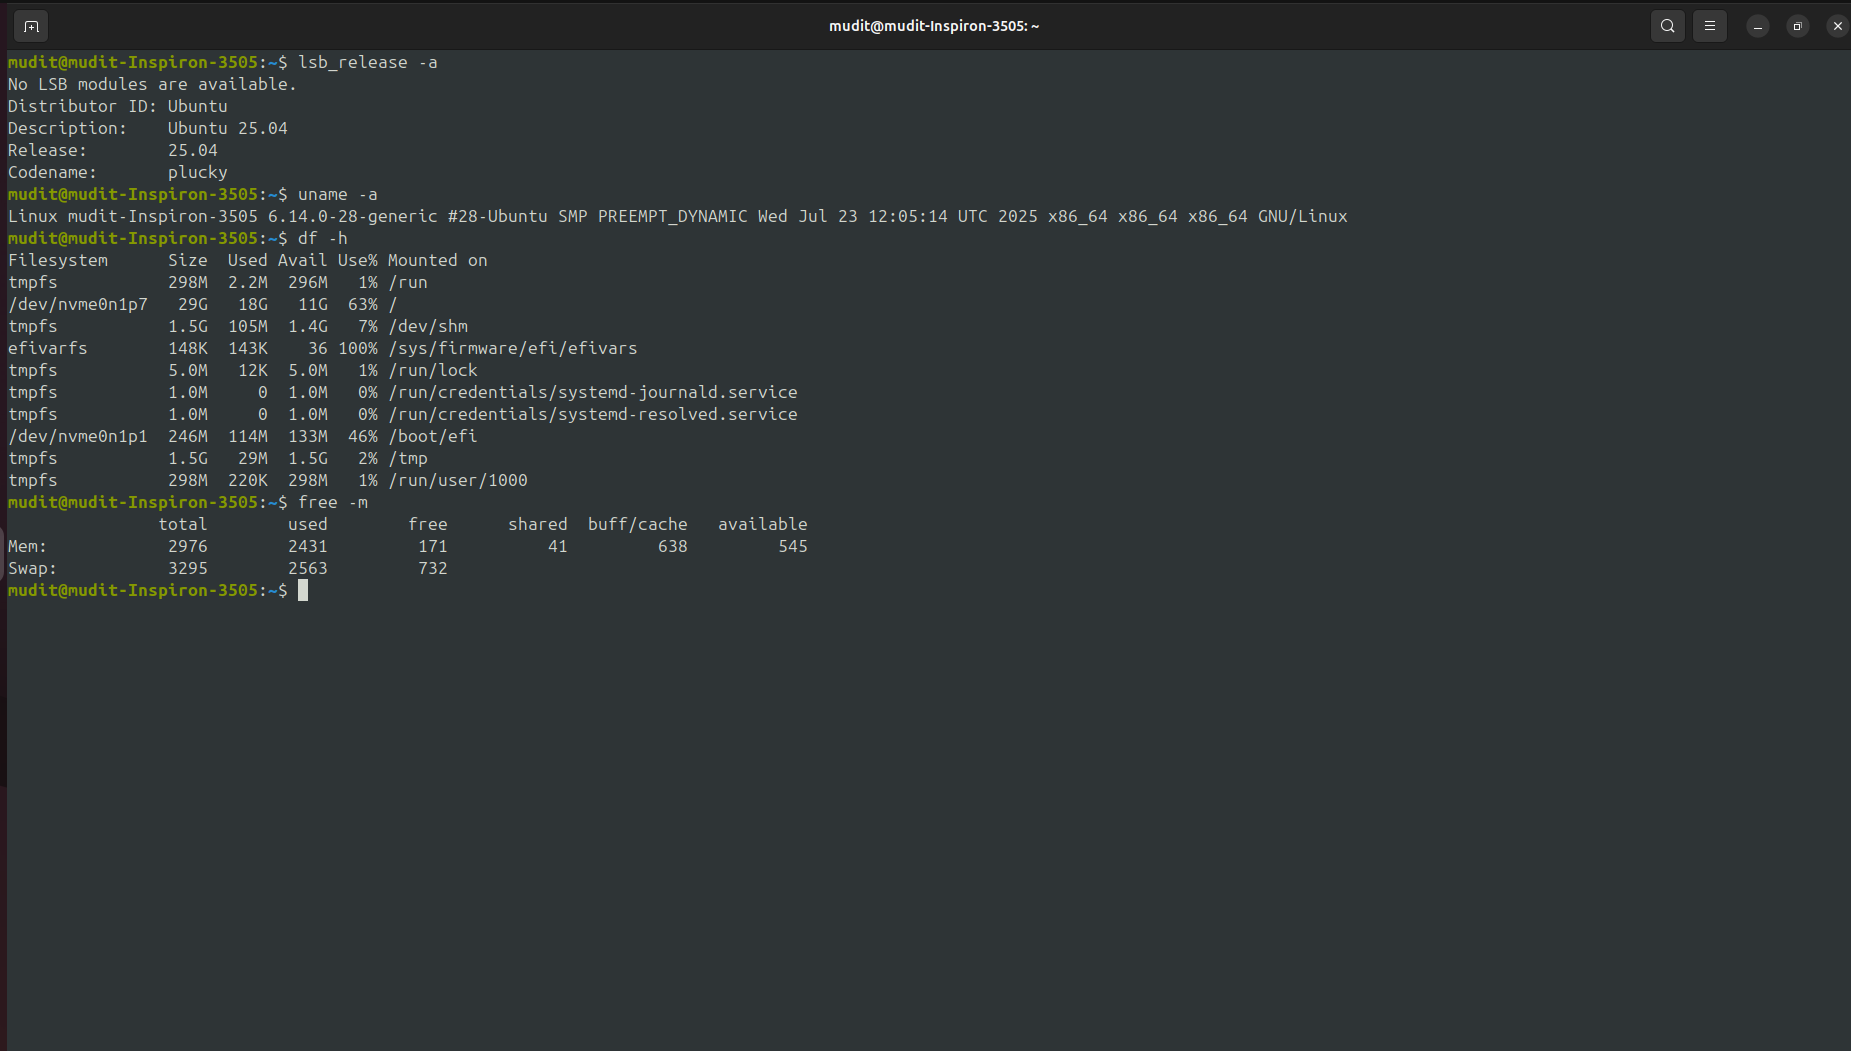 mudit@mudit-Inspiron-3505: ~
mudit@mudit-Inspiron-3505:~$ lsb_release -a
No LSB modules are available.
Distributor ID: Ubuntu
Description:    Ubuntu 25.04
Release:        25.04
Codename:       plucky
mudit@mudit-Inspiron-3505:~$ uname -a
Linux mudit-Inspiron-3505 6.14.0-28-generic #28-Ubuntu SMP PREEMPT_DYNAMIC Wed Jul 23 12:05:14 UTC 2025 x86_64 x86_64 x86_64 GNU/Linux
mudit@mudit-Inspiron-3505:~$ df -h
Filesystem      Size  Used Avail Use% Mounted on
tmpfs           298M  2.2M  296M   1% /run
/dev/nvme0n1p7   29G   18G   11G  63% /
tmpfs           1.5G  105M  1.4G   7% /dev/shm
efivarfs        148K  143K    36 100% /sys/firmware/efi/efivars
tmpfs           5.0M   12K  5.0M   1% /run/lock
tmpfs           1.0M     0  1.0M   0% /run/credentials/systemd-journald.service
tmpfs           1.0M     0  1.0M   0% /run/credentials/systemd-resolved.service
/dev/nvme0n1p1  246M  114M  133M  46% /boot/efi
tmpfs           1.5G   29M  1.5G   2% /tmp
tmpfs           298M  220K  298M   1% /run/user/1000
mudit@mudit-Inspiron-3505:~$ free -m
               total        used        free      shared  buff/cache   available
Mem:            2976        2431         171          41         638         545
Swap:           3295        2563         732
mudit@mudit-Inspiron-3505:~$